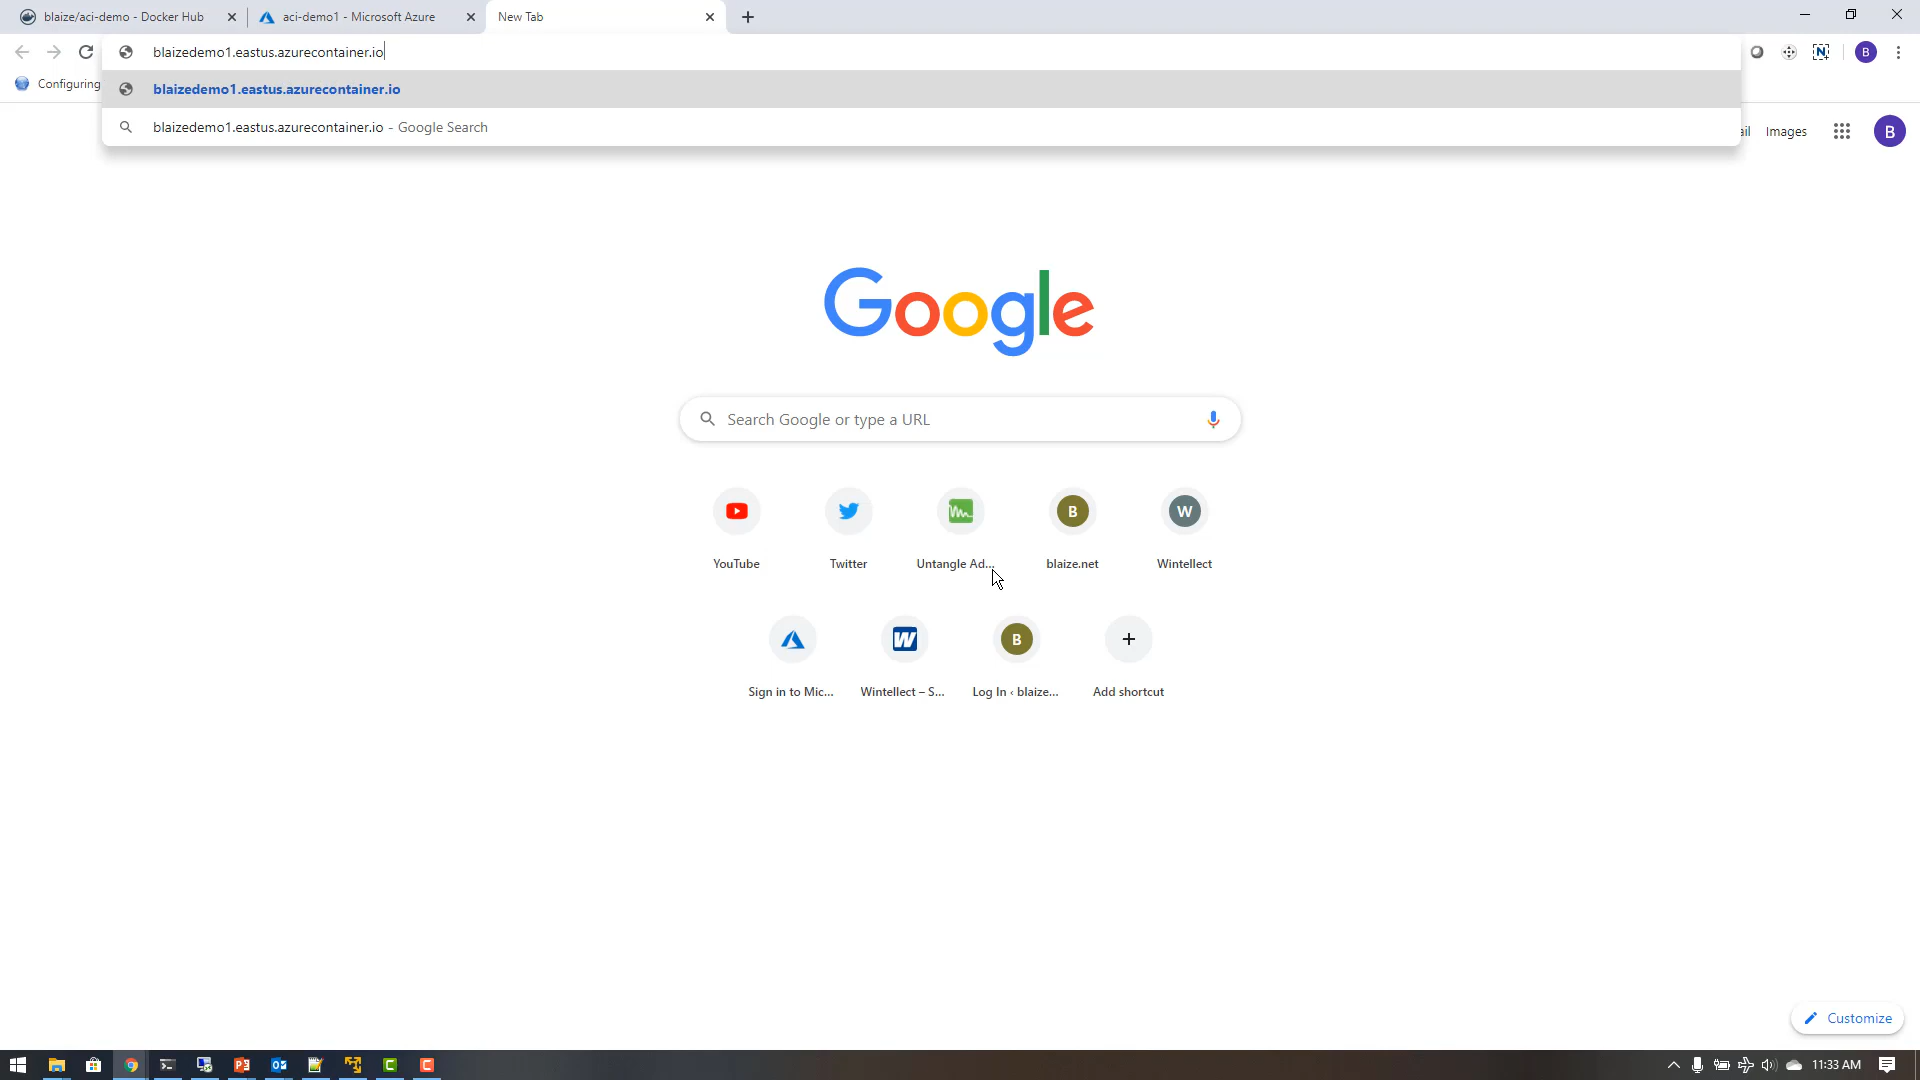 blaize/aci-demo - Docker Hub
aci-demo1 - Microsoft Azure
New Tab
blaizedemo1.eastus.azurecontainer.io
N
B
Configuring
blaizedemo1.eastus.azurecontainer.io
blaizedemo1.eastus.azurecontainer.io - Google Search
ail
Images
B
Google
Search Google or type a URL
B
W
YouTube
Twitter
Untangle Ad...
blaize.net
Wintellect
W
B
Sign in to Mic...
Wintellect – S...
Log In ‹ blaize...
Add shortcut
Customize
11:33 AM